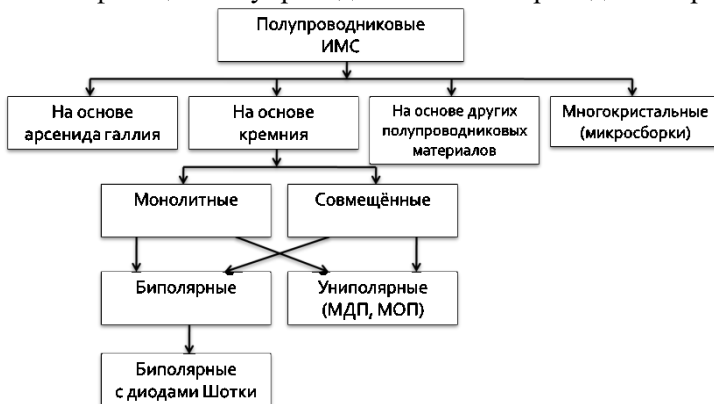 Полупроводниковые
ИМС
На основе
арсенида галлия
На основе
кремния
На основе других
полупроводниковых
материалов
Многокристальные
(микросборки)
Монолитные
Совмещённые
Биполярные
Униполярные
(МДП, МОП)
Биполярные
с диодами Шотки